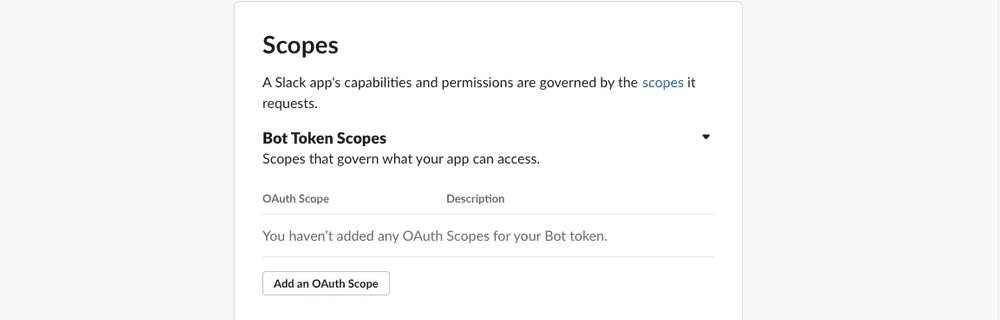 Scopes
A Slack app's capabilities and permissions are governed by the scopes it
requests.
Bot Token Scopes
Scopes that govern what your app can access.
OAuth Scope Description
You haven’t added any OAuth Scopes for your Bot token.
Add an OAuth Scope